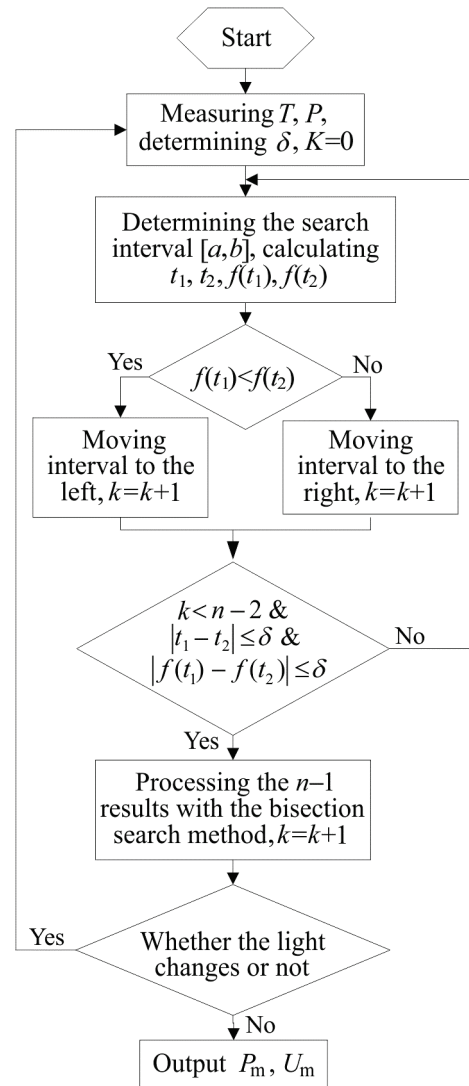 Start
Measuring T, P,
determining δ, K=0
Determining the search
interval [a,b], calculating
t₁, t₂, f(t₁), f(t₂)
Yes
f(t₁)<f(t₂)
No
Moving
interval to the
left, k=k+1
Moving
interval to the
right, k=k+1
k<n−2 &
|t₁−t₂|≤δ &
|f(t₁)−f(t₂)|≤δ
No
Yes
Processing the n−1
results with the bisection
search method, k=k+1
Yes
Whether the light
changes or not
No
Output Pₘ, Uₘ